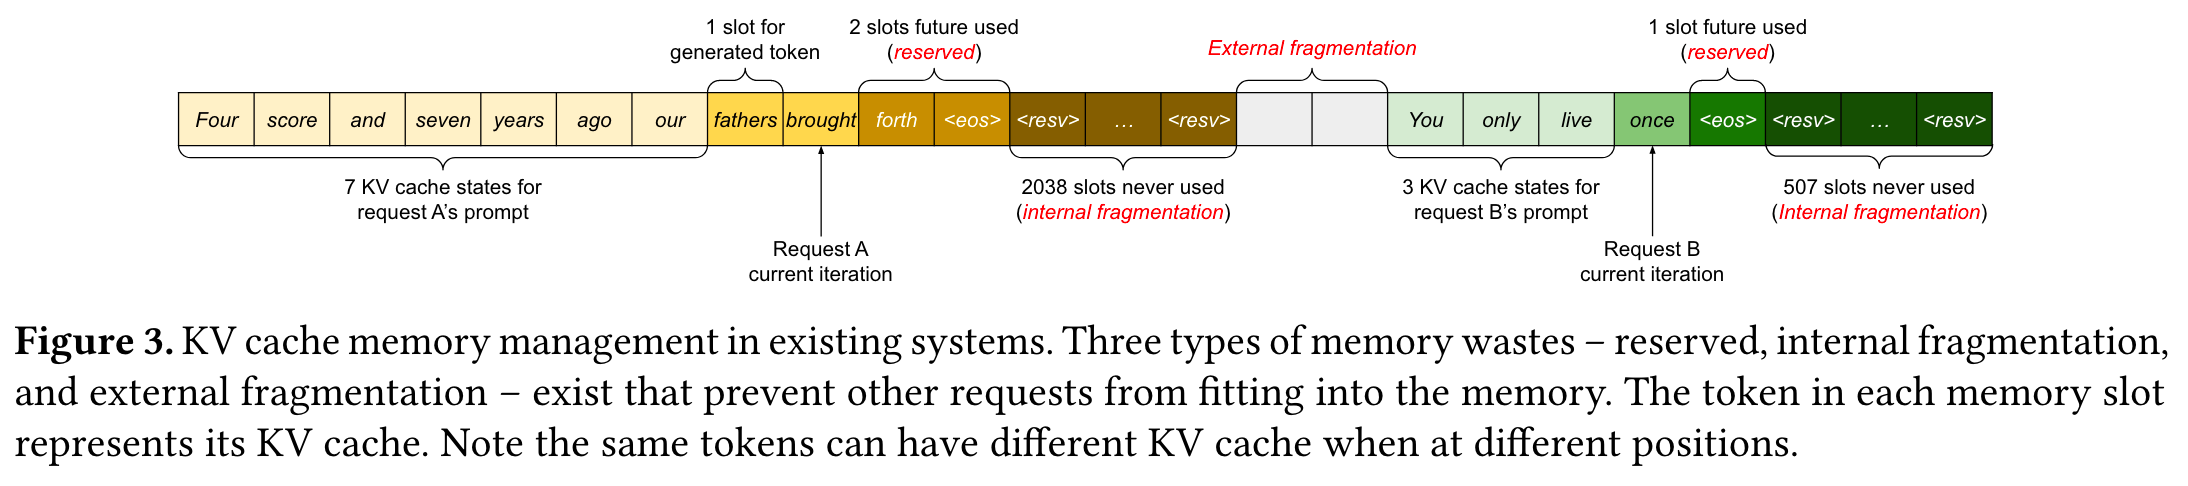 1 slot for
generated token
2 slots future used
(reserved)
External fragmentation
1 slot future used
(reserved)
Four score and seven years ago our fathers brought forth <eos> <resv> ... <resv> You only live once <eos> <resv> ... <resv>
7 KV cache states for
request A's prompt
2038 slots never used
(internal fragmentation)
3 KV cache states for
request B's prompt
507 slots never used
(Internal fragmentation)
Request A
current iteration
Request B
current iteration
Figure 3. KV cache memory management in existing systems. Three types of memory wastes – reserved, internal fragmentation,
and external fragmentation – exist that prevent other requests from fitting into the memory. The token in each memory slot
represents its KV cache. Note the same tokens can have different KV cache when at different positions.